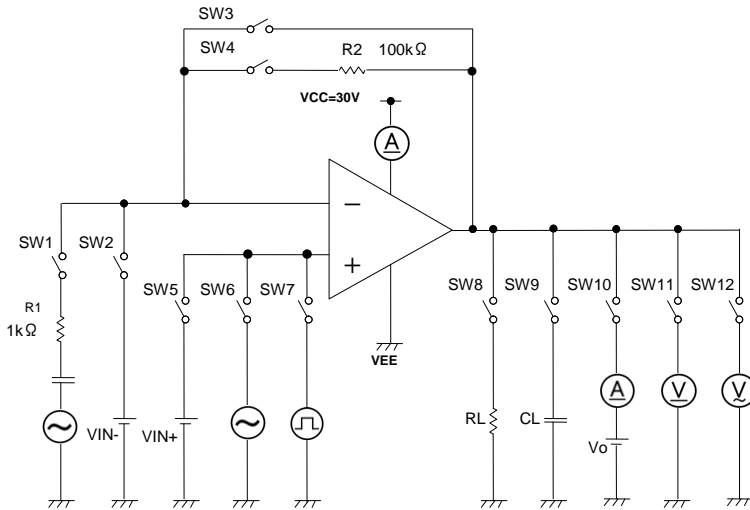 SW3
SW4
R2 100kΩ
VCC=30V
A
SW1
SW2
SW5
SW6
SW7
SW8
SW9
SW10
SW11
SW12
R1
1kΩ
VEE
A
V
V
VIN-
VIN+
RL
CL
Vo